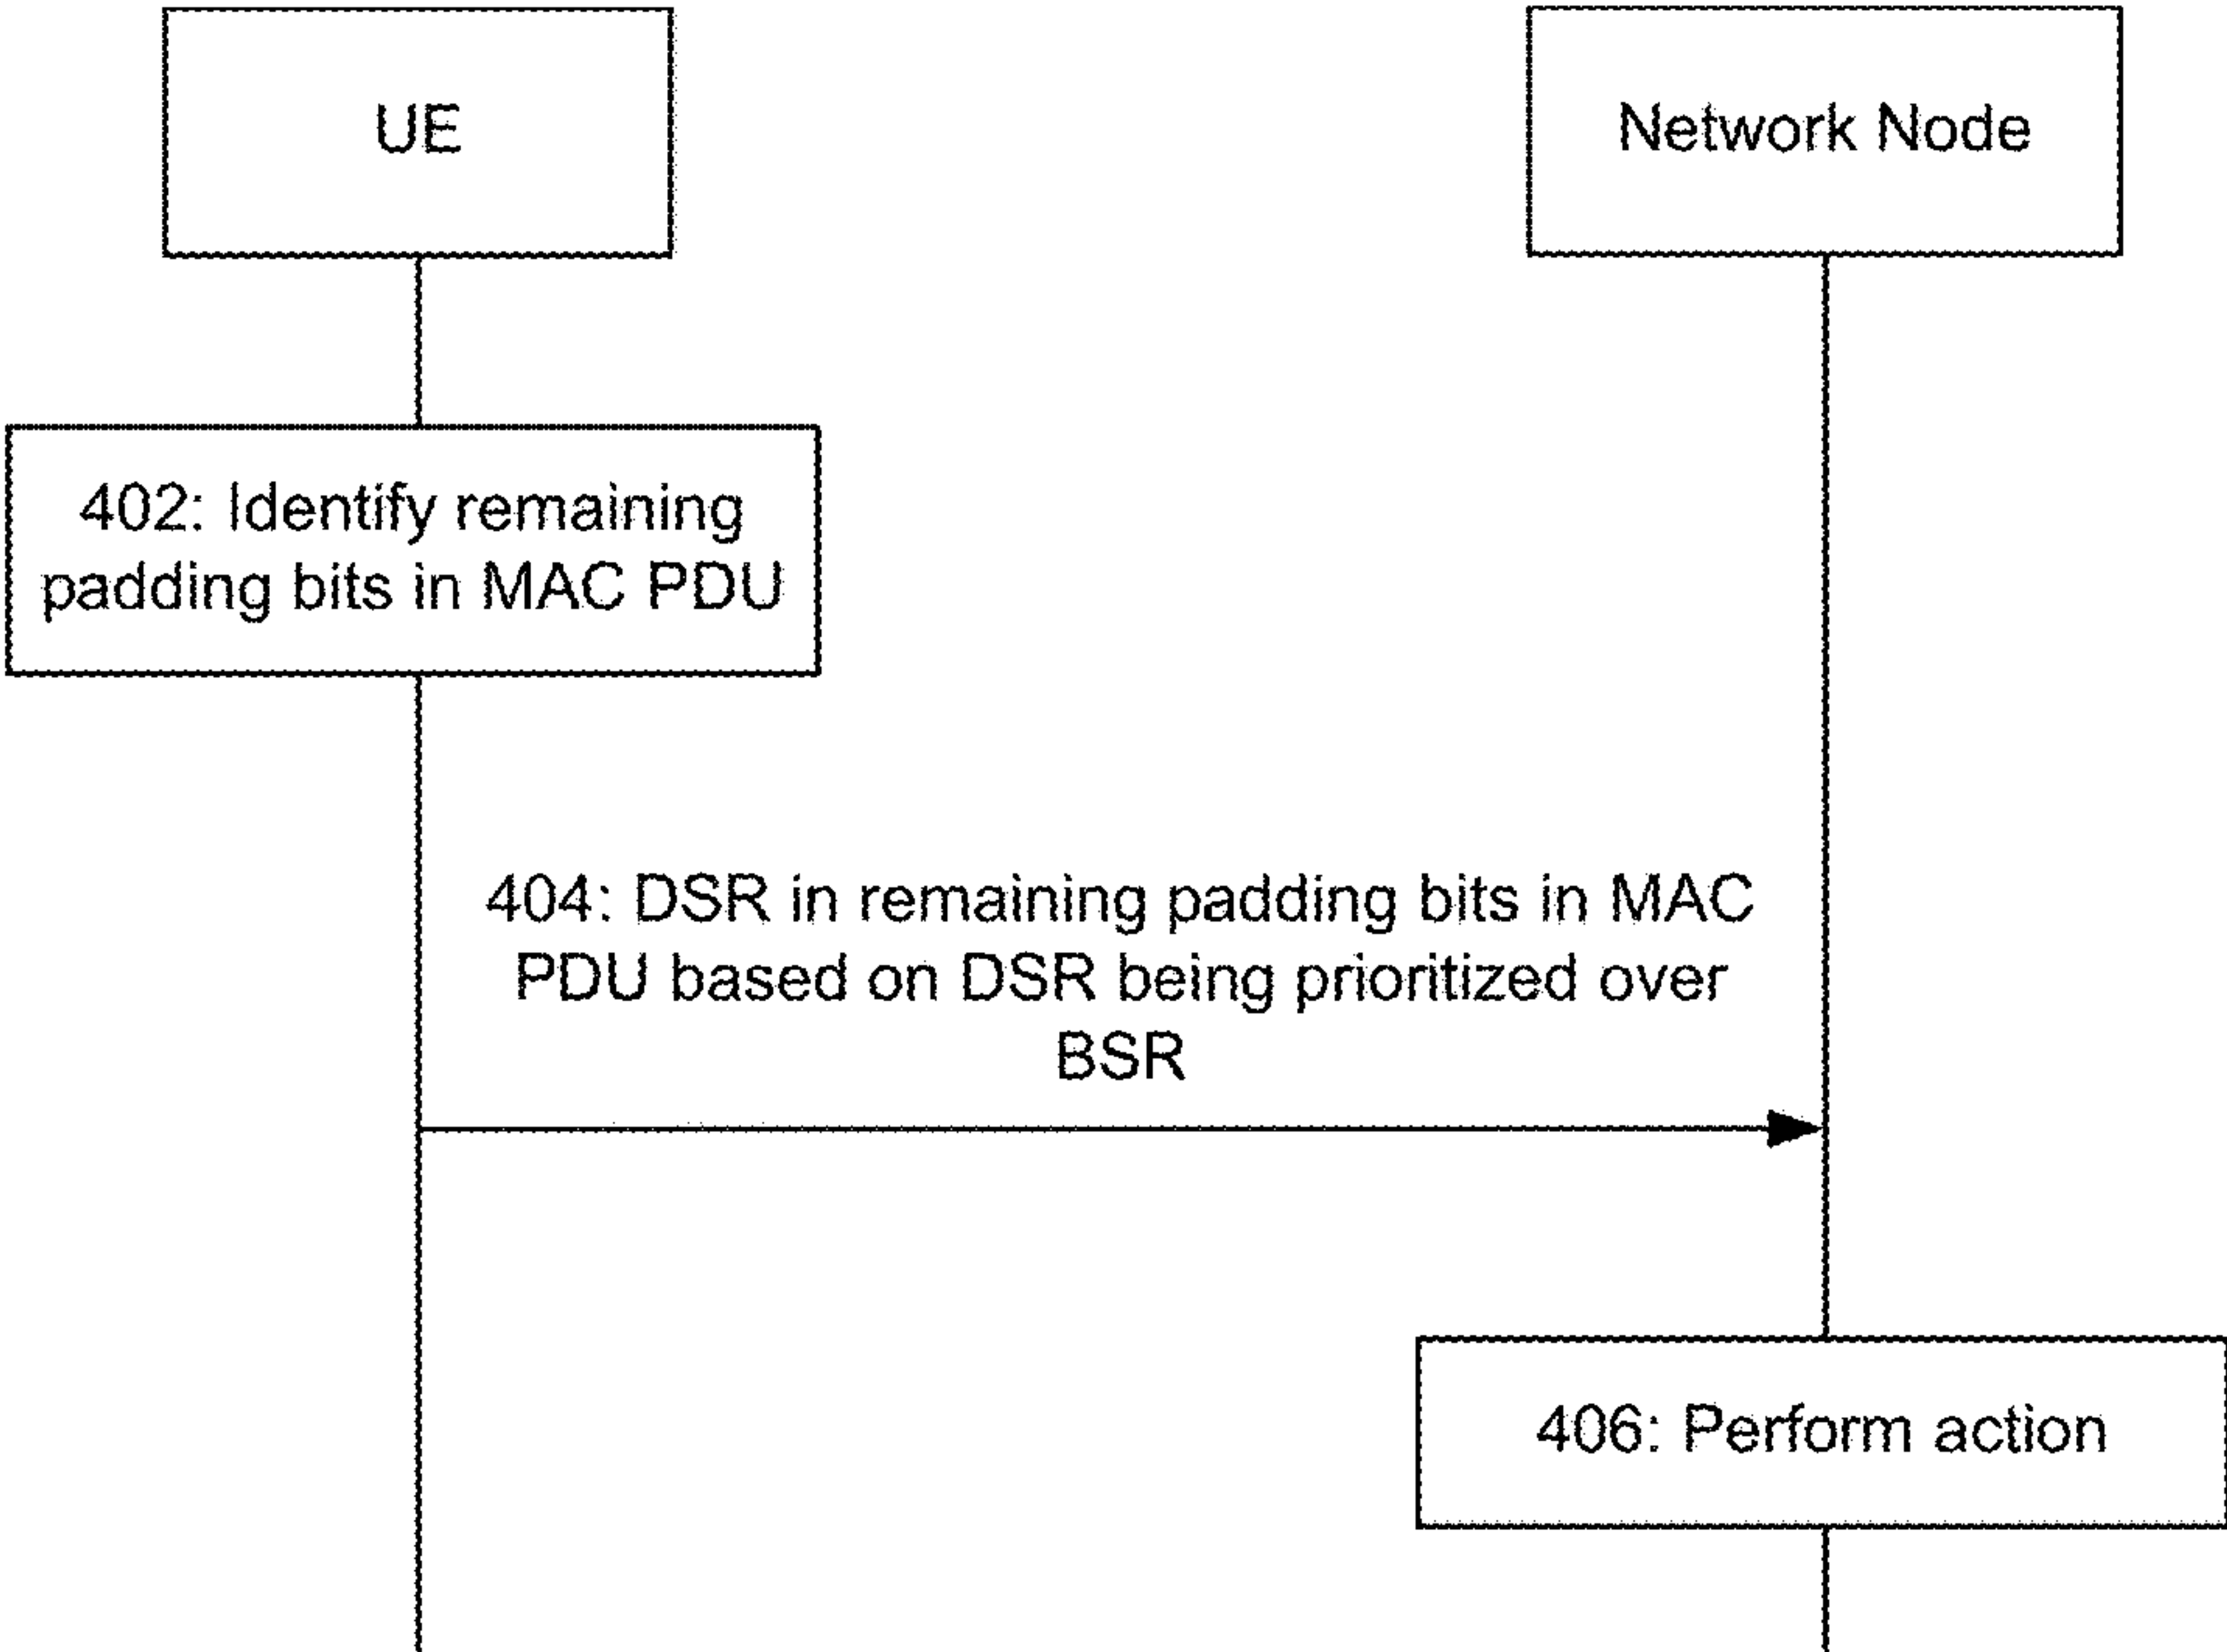 UE
Network Node
402: Identify remaining
padding bits in MAC PDU
404: DSR in remaining padding bits in MAC
PDU based on DSR being prioritized over
BSR
406: Perform action